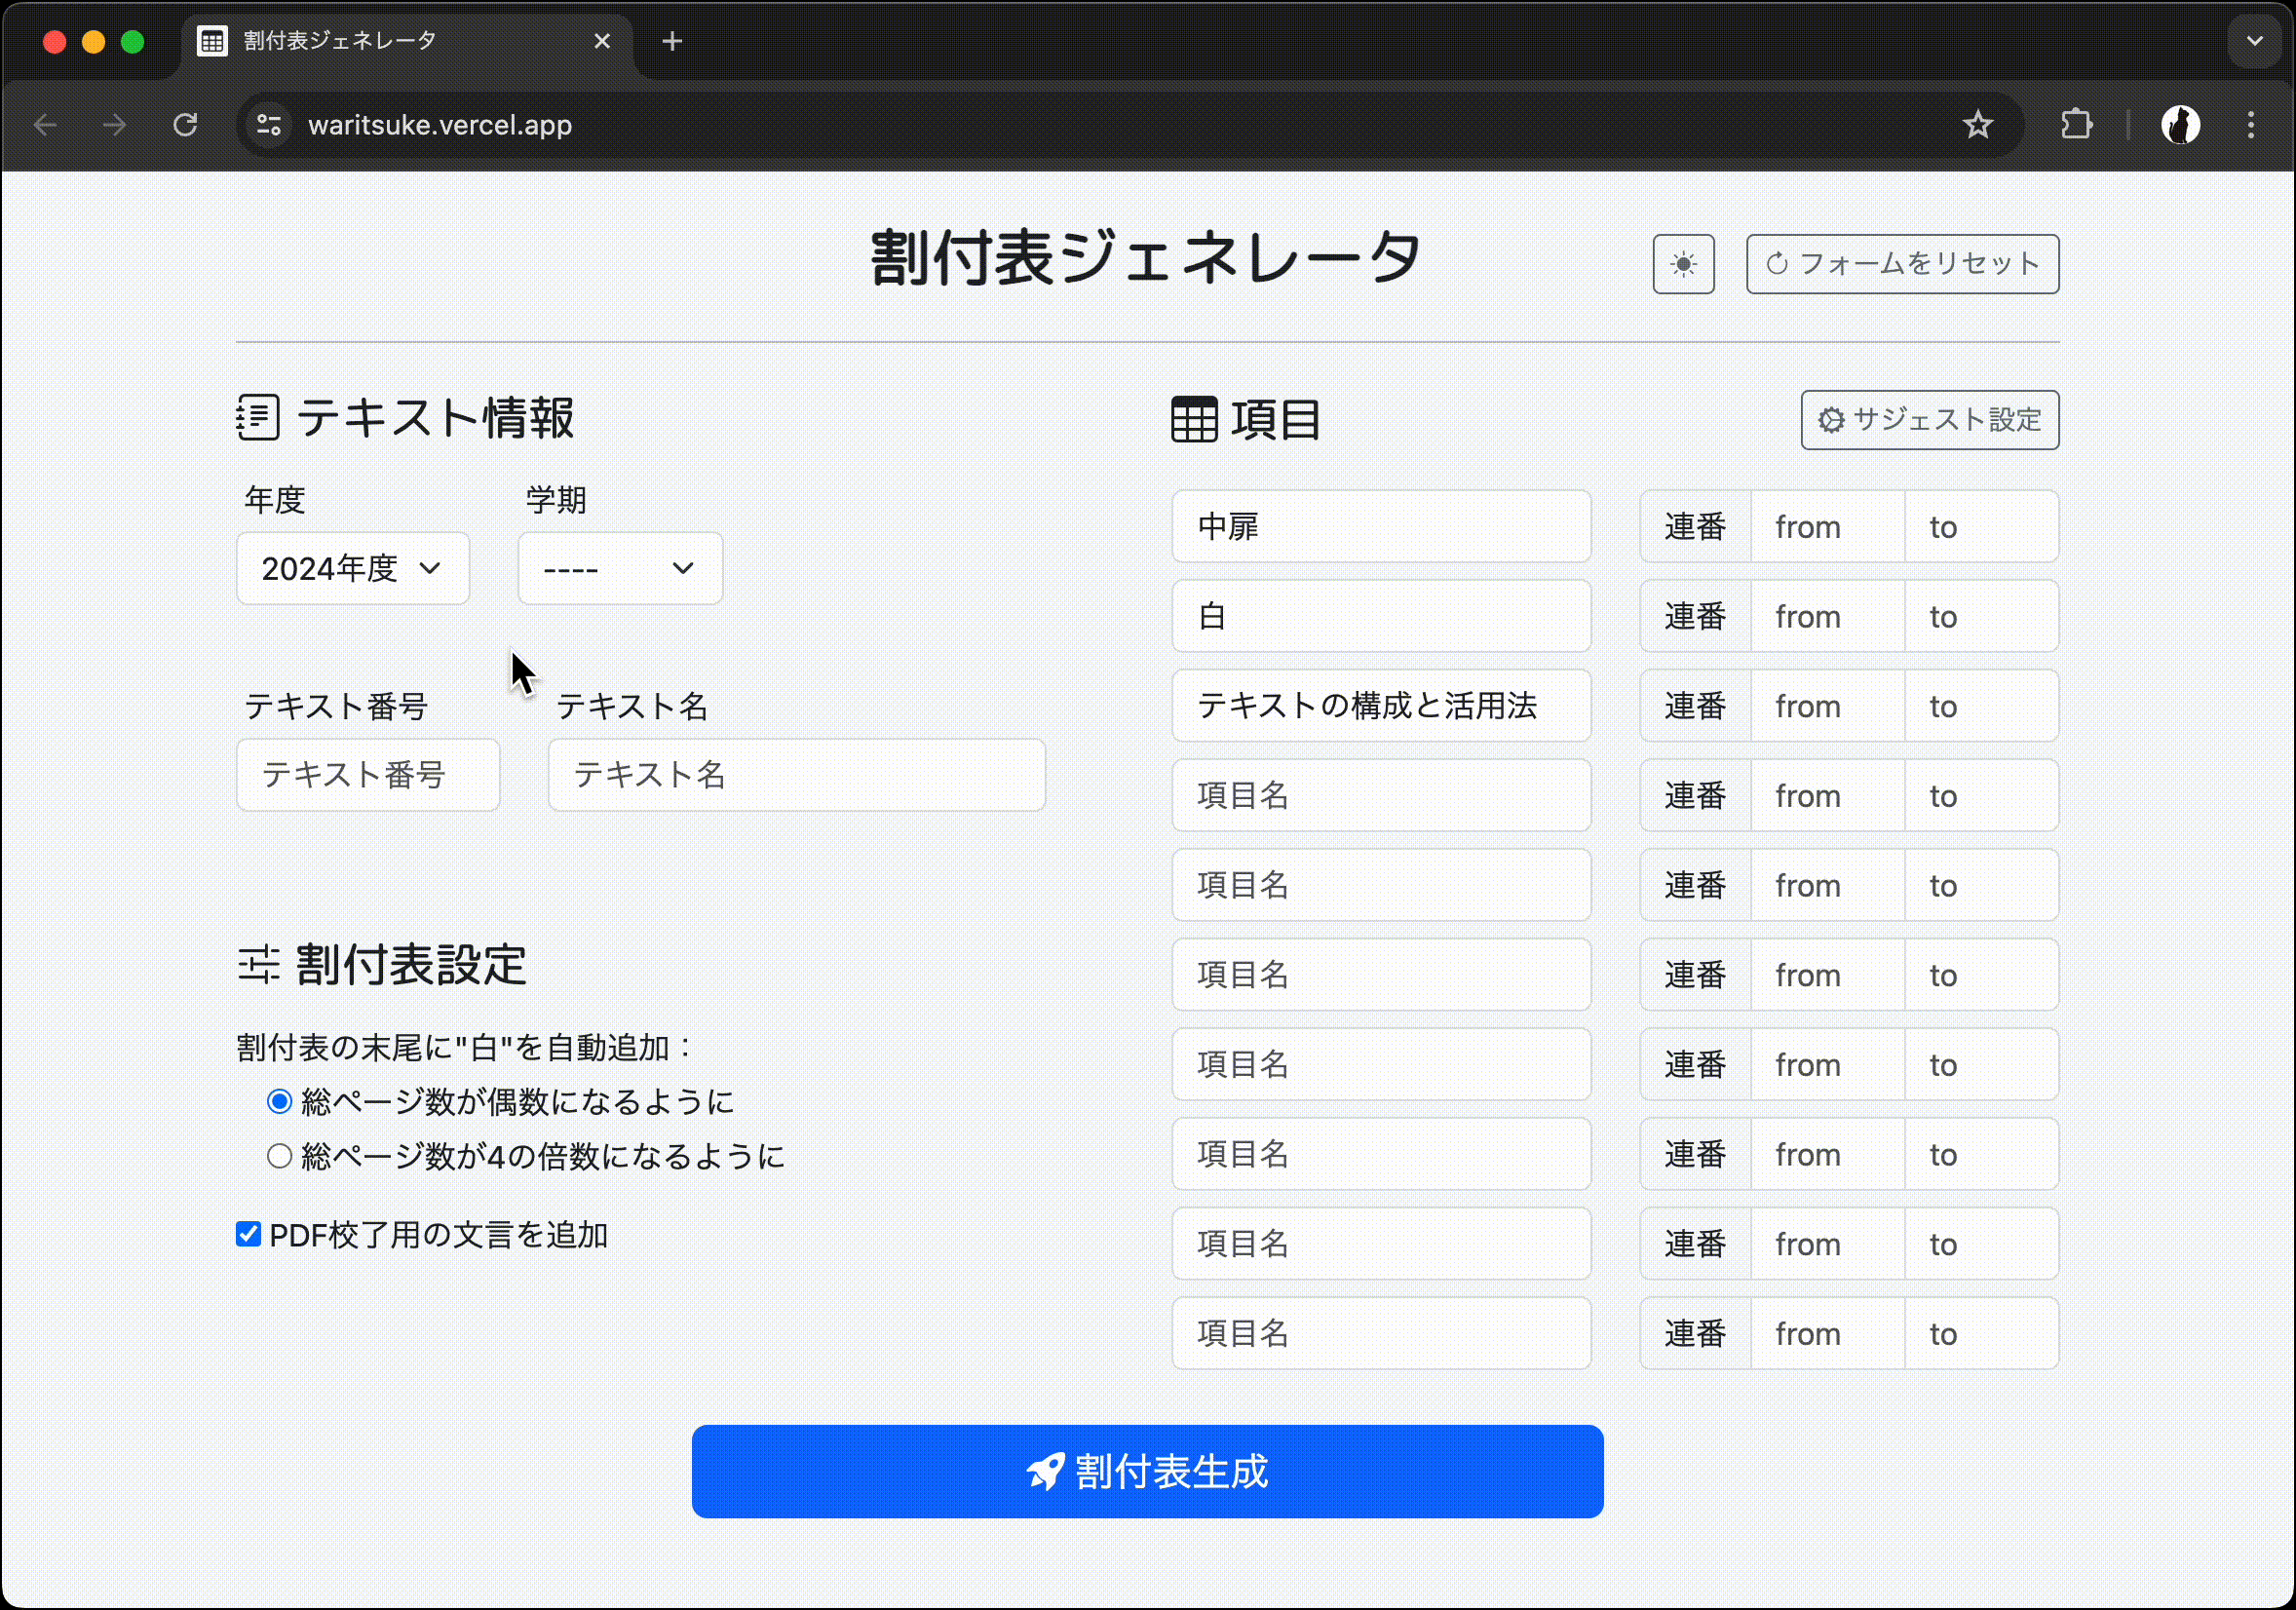 割付表ジェネレータ
waritsuke.vercel.app
割付表ジェネレータ
フォームをリセット
テキスト情報
年度
学期
2024年度
----
テキスト番号
テキスト名
テキスト番号
テキスト名
割付表設定
割付表の末尾に"白"を自動追加：
総ページ数が偶数になるように
総ページ数が4の倍数になるように
PDF校了用の文言を追加
項目
サジェスト設定
中扉 連番 from to
白 連番 from to
テキストの構成と活用法 連番 from to
項目名 連番 from to
項目名 連番 from to
項目名 連番 from to
項目名 連番 from to
項目名 連番 from to
項目名 連番 from to
項目名 連番 from to
割付表生成